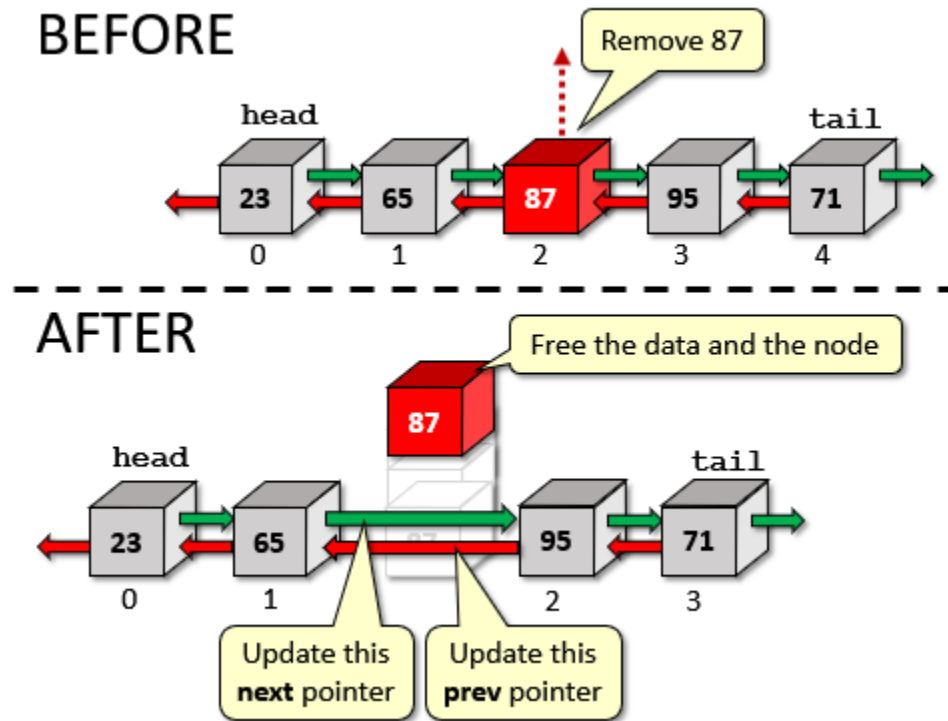 BEFORE
Remove 87
head
tail
23
65
87
95
71
0
1
2
3
4
AFTER
Free the data and the node
87
head
tail
23
65
87
95
71
0
1
2
3
Update this
next pointer
Update this
prev pointer